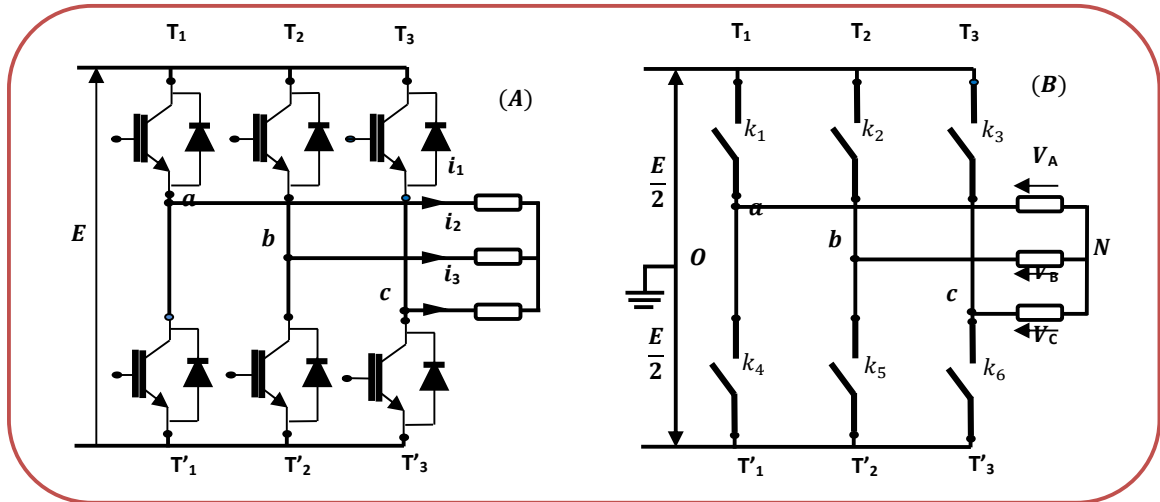 T₁ T₂ T₃
(A)
i₁
a
i₂
E
b
i₃
c
T'₁ T'₂ T'₃
T₁ T₂ T₃
(B)
k₁ k₂ k₃
E/2
V_A
a
b
O
N
V_B
c
V_C
E/2
k₄ k₅ k₆
T'₁ T'₂ T'₃